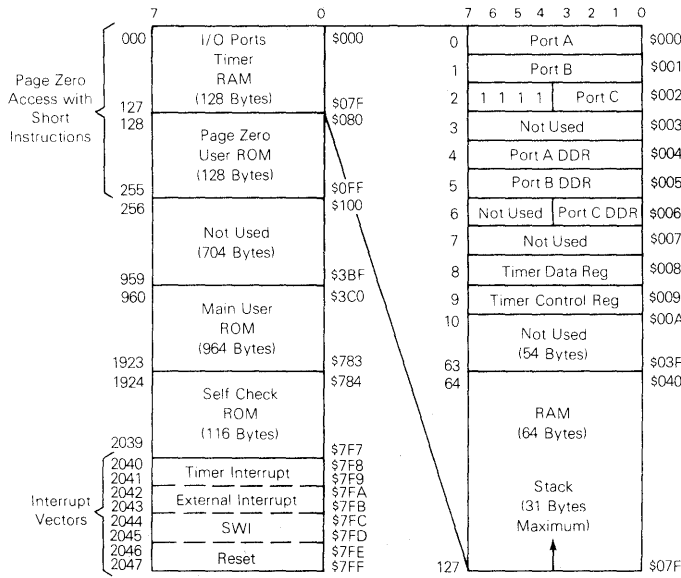 7 0
000 I/O Ports $000
Timer
RAM
127 (128 Bytes) $07F
Page Zero
Access with
Short
Instructions
128 Page Zero $080
User ROM
(128 Bytes)
255 $0FF
256 $100
Not Used
(704 Bytes)
959 $3BF
960 $3C0
Main User
ROM
(964 Bytes)
1923 $783
1924 $784
Self Check
ROM
(116 Bytes)
2039 $7F7
Interrupt
Vectors
2040 $7F8
Timer Interrupt
2041 $7F9
2042 $7FA
External Interrupt
2043 $7FB
2044 $7FC
SWI
2045 $7FD
2046 $7FE
Reset
2047 $7FF
7 6 5 4 3 2 1 0
0 Port A $000
1 Port B $001
2 1 1 1 1 Port C $002
3 Not Used $003
4 Port A DDR $004
5 Port B DDR $005
6 Not Used Port C DDR $006
7 Not Used $007
8 Timer Data Reg $008
9 Timer Control Reg $009
10 $00A
Not Used
(54 Bytes)
63 $03F
64 $040
RAM
(64 Bytes)
Stack
(31 Bytes
Maximum)
127 $07F